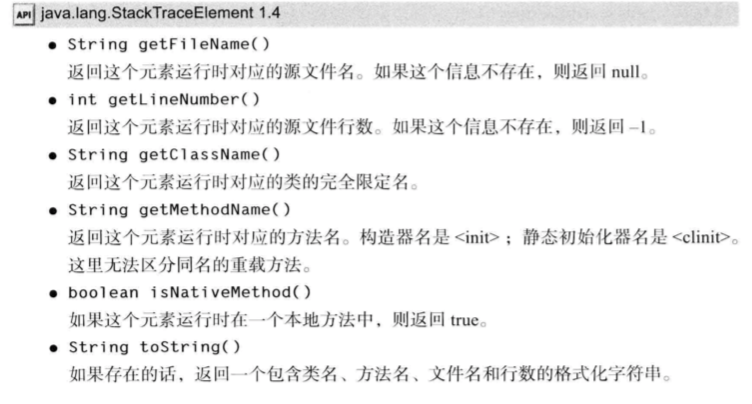 API java.lang.StackTraceElement 1.4
● String getFileName()
返回这个元素运行时对应的源文件名。如果这个信息不存在，则返回 null。
● int getLineNumber()
返回这个元素运行时对应的源文件行数。如果这个信息不存在，则返回 –1。
● String getClassName()
返回这个元素运行时对应的类的完全限定名。
● String getMethodName()
返回这个元素运行时对应的方法名。构造器名是 <init>；静态初始化器名是 <clinit>。
这里无法区分同名的重载方法。
● boolean isNativeMethod()
如果这个元素运行时在一个本地方法中，则返回 true。
● String toString()
如果存在的话，返回一个包含类名、方法名、文件名和行数的格式化字符串。